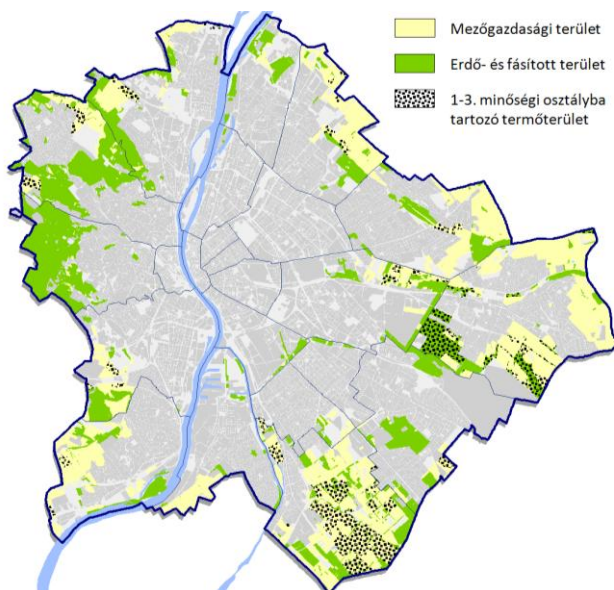 Mezőgazdasági terület
Erdő- és fásított terület
1-3. minőségi osztályba
tartozó termőterület